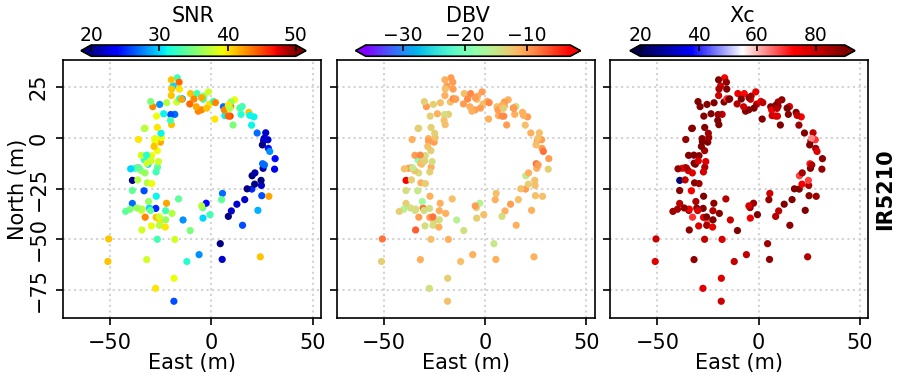 SNR DBV Xc
20 30 40 50 −30 −20 −10 20 40 60 80
25
0
−25
−50
−75
North (m)
IR5210
−50 0 50 −50 0 50 −50 0 50
East (m) East (m) East (m)